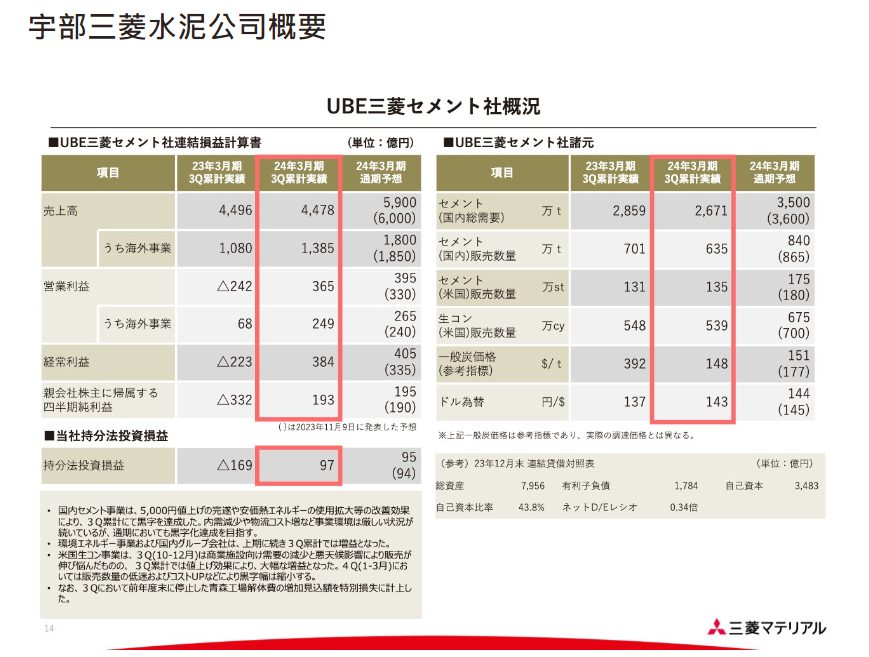 宇部三菱水泥公司概要
UBE三菱セメント社概況
■UBE三菱セメント社連結損益計算書 (単位：億円)
項目 23年3月期 3Q累計実績 24年3月期 3Q累計実績 24年3月期 通期予想
売上高 4,496 4,478 5,900 (6,000)
うち海外事業 1,080 1,385 1,800 (1,850)
営業利益 △242 365 395 (330)
うち海外事業 68 249 265 (240)
経常利益 △223 384 405 (335)
親会社株主に帰属する 四半期純利益 △332 193 195 (190)
( )は2023年11月9日に発表した予想
■当社持分法投資損益
持分法投資損益 △169 97 95 (94)
• 国内セメント事業は、5,000円値上げの完遂や安価熱エネルギーの使用拡大等の改善効果
により、３Ｑ累計にて黒字を達成した。内需減少や物流コスト増など事業環境は厳しい状況が
続いているが、通期においても黒字化達成を目指す。
• 環境エネルギー事業および国内グループ会社は、上期に続き３Ｑ累計では増益となった。
• 米国生コン事業は、３Ｑ(10-12月)は商業施設向け需要の減少と悪天候影響により販売が
伸び悩んだものの、３Ｑ累計では値上げ効果により、大幅な増益となった。４Ｑ(1-3月)にお
いては販売数量の低迷およびコストUPなどにより黒字幅は縮小する。
• なお、３Ｑにおいて前年度末に停止した青森工場解体費の増加見込額を特別損失に計上し
た。
■UBE三菱セメント社諸元
項目 23年3月期 3Q累計実績 24年3月期 3Q累計実績 24年3月期 通期予想
セメント (国内総需要) 万ｔ 2,859 2,671 3,500 (3,600)
セメント (国内)販売数量 万ｔ 701 635 840 (865)
セメント (米国)販売数量 万st 131 135 175 (180)
生コン (米国)販売数量 万cy 548 539 675 (700)
一般炭価格 (参考指標) $/ｔ 392 148 151 (177)
ドル為替 円/$ 137 143 144 (145)
※上記一般炭価格は参考指標であり、実際の調達価格とは異なる。
（参考）23年12月末 連結貸借対照表 （単位：億円）
総資産 7,956 有利子負債 1,784 自己資本 3,483
自己資本比率 43.8% ネットD/Eレシオ 0.34倍
14
三菱マテリアル